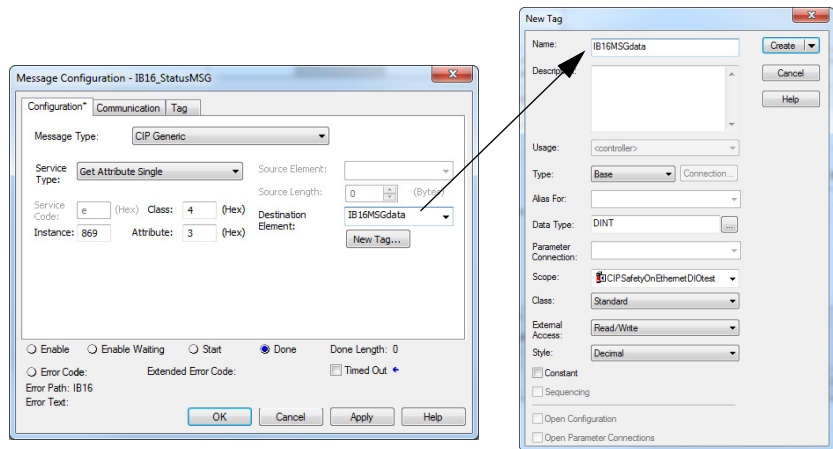 New Tag
Name: IB16MSGdata Create
Description: Cancel
Help
Usage: <controller>
Type: Base Connection...
Alias For:
Data Type: DINT ...
Parameter Connection:
Scope: CIPSafetyOnEthernetDIOtest
Class: Standard
External Access: Read/Write
Style: Decimal
Constant
Sequencing
Open Configuration
Open Parameter Connections
Message Configuration - IB16_StatusMSG
Configuration* Communication Tag
Message Type: CIP Generic
Service Type: Get Attribute Single Source Element:
Source Length: 0 (Bytes)
Service Code: e (Hex) Class: 4 (Hex) Destination Element: IB16MSGdata
Instance: 869 Attribute: 3 (Hex) New Tag...
Enable Enable Waiting Start Done Done Length: 0
Error Code: Extended Error Code: Timed Out
Error Path: IB16
Error Text:
OK Cancel Apply Help